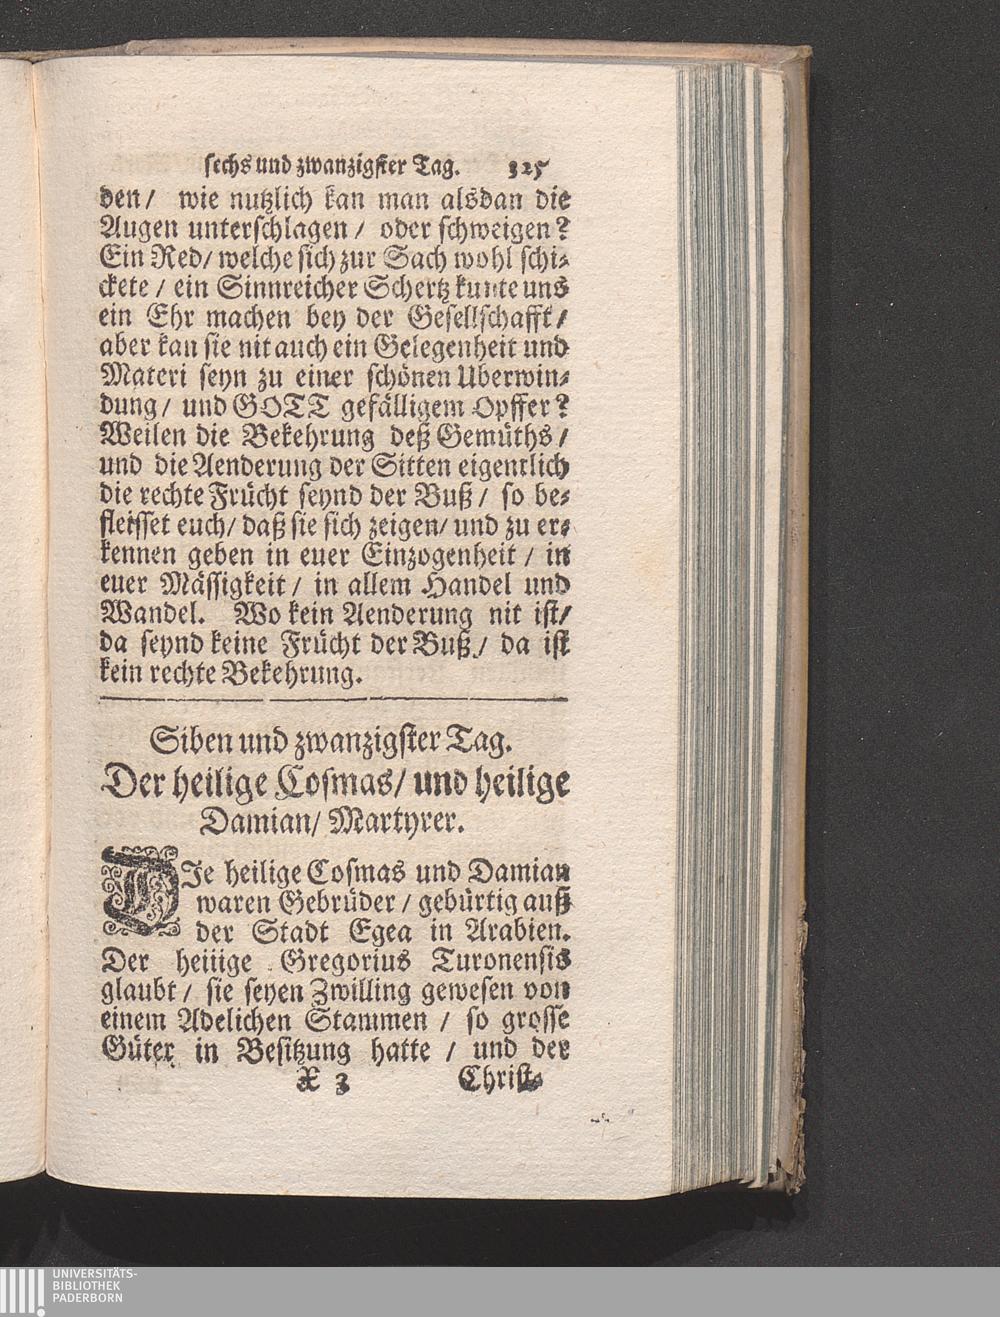 sechs und zwanzigster Tag. 325
den / wie nutzlich kan man alsdan die
Augen unterschlagen / oder schweigen?
Ein Red / welche sich zur Sach wohl schi-
ckete / ein Sinnreicher Schertz kunte uns
ein Ehr machen bey der Gesellschafft /
aber kan sie nit auch ein Gelegenheit und
Materi seyn zu einer schönen Uberwin-
dung / und GOTT gefälligem Opffer?
Weilen die Bekehrung deß Gemüths /
und die Aenderung der Sitten eigentlich
die rechte Frücht seynd der Buß / so be-
fleisset euch / daß sie sich zeigen / und zu er-
kennen geben in euer Einzogenheit / in
euer Mässigkeit / in allem Handel und
Wandel. Wo kein Aenderung nit ist /
da seynd keine Frücht der Buß / da ist
kein rechte Bekehrung.
Siben und zwanzigster Tag.
Der heilige Cosmas / und heilige
Damian / Martyrer.
DIe heilige Cosmas und Damian
waren Gebrüder / gebürtig auß
der Stadt Egea in Arabien.
Der heilige Gregorius Turonensis
glaubt / sie seyen Zwilling gewesen von
einem Adelichen Stammen / so grosse
Güter in Besitzung hatte / und der
X 3 Christ-
UNIVERSITÄTS-
BIBLIOTHEK
PADERBORN